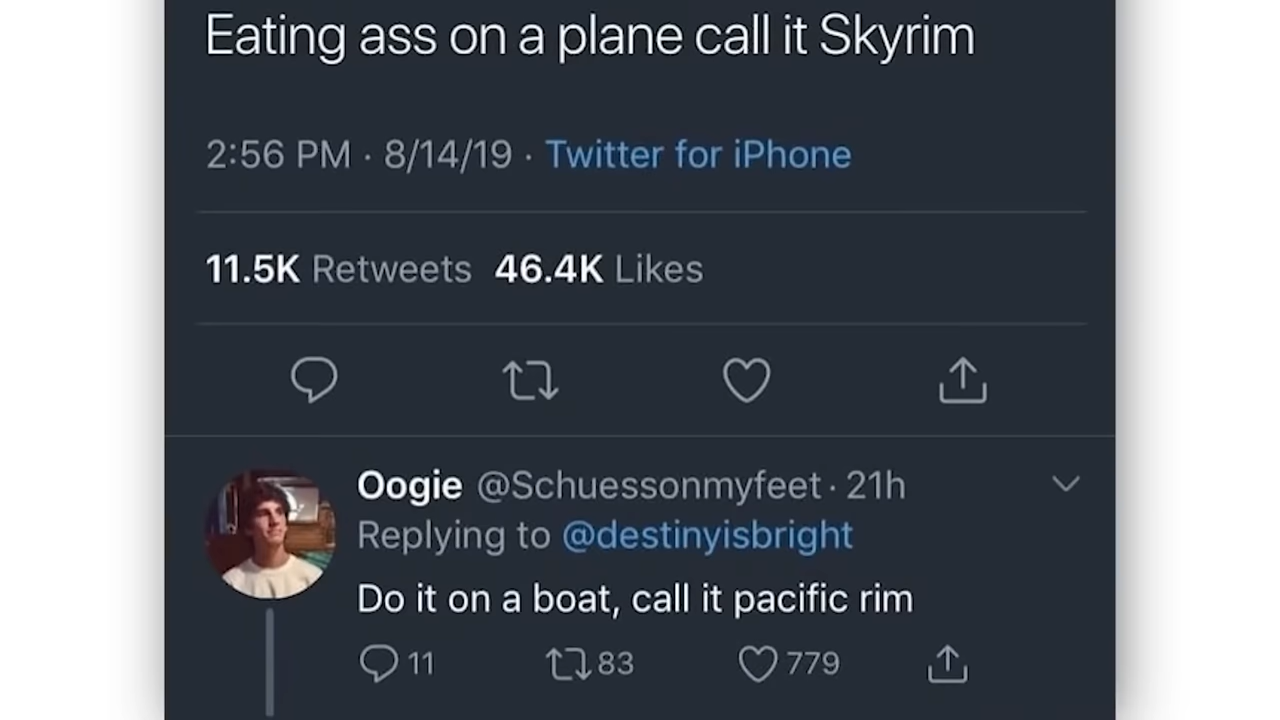 Eating ass on a plane call it Skyrim
2:56 PM · 8/14/19 · Twitter for iPhone
11.5K Retweets 46.4K Likes
Oogie @Schuessonmyfeet · 21h
Replying to @destinyisbright
Do it on a boat, call it pacific rim
11 83 779